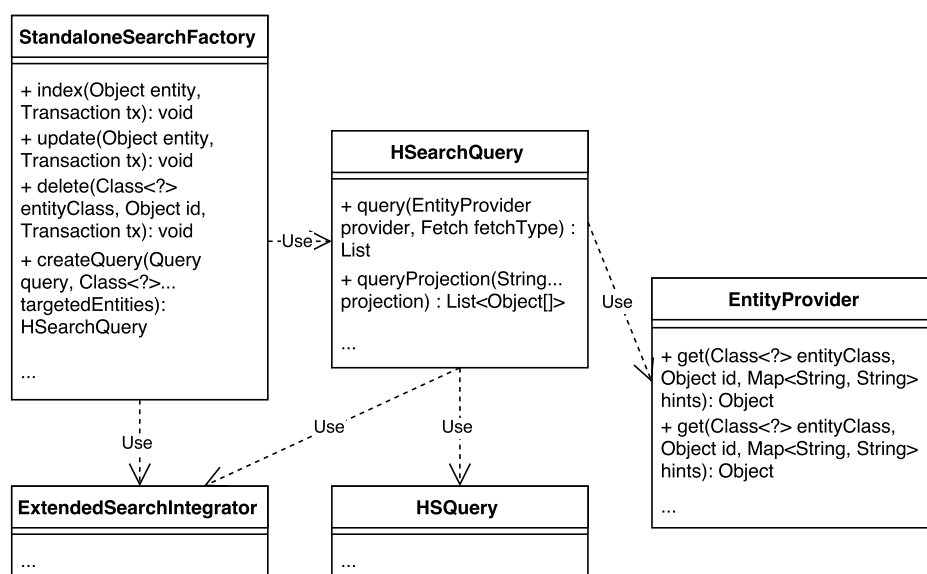 StandaloneSearchFactory
+ index(Object entity,
Transaction tx): void
+ update(Object entity,
Transaction tx): void
+ delete(Class<?>
entityClass, Object id,
Transaction tx): void
+ createQuery(Query
query, Class<?>...
targetedEntities):
HSearchQuery
...
Use
HSearchQuery
+ query(EntityProvider
provider, Fetch fetchType) :
List
+ queryProjection(String...
projection) : List<Object[]>
...
Use
EntityProvider
+ get(Class<?> entityClass,
Object id, Map<String, String>
hints): Object
+ get(Class<?> entityClass,
Object id, Map<String, String>
hints): Object
...
Use
Use
Use
ExtendedSearchIntegrator
...
HSQuery
...